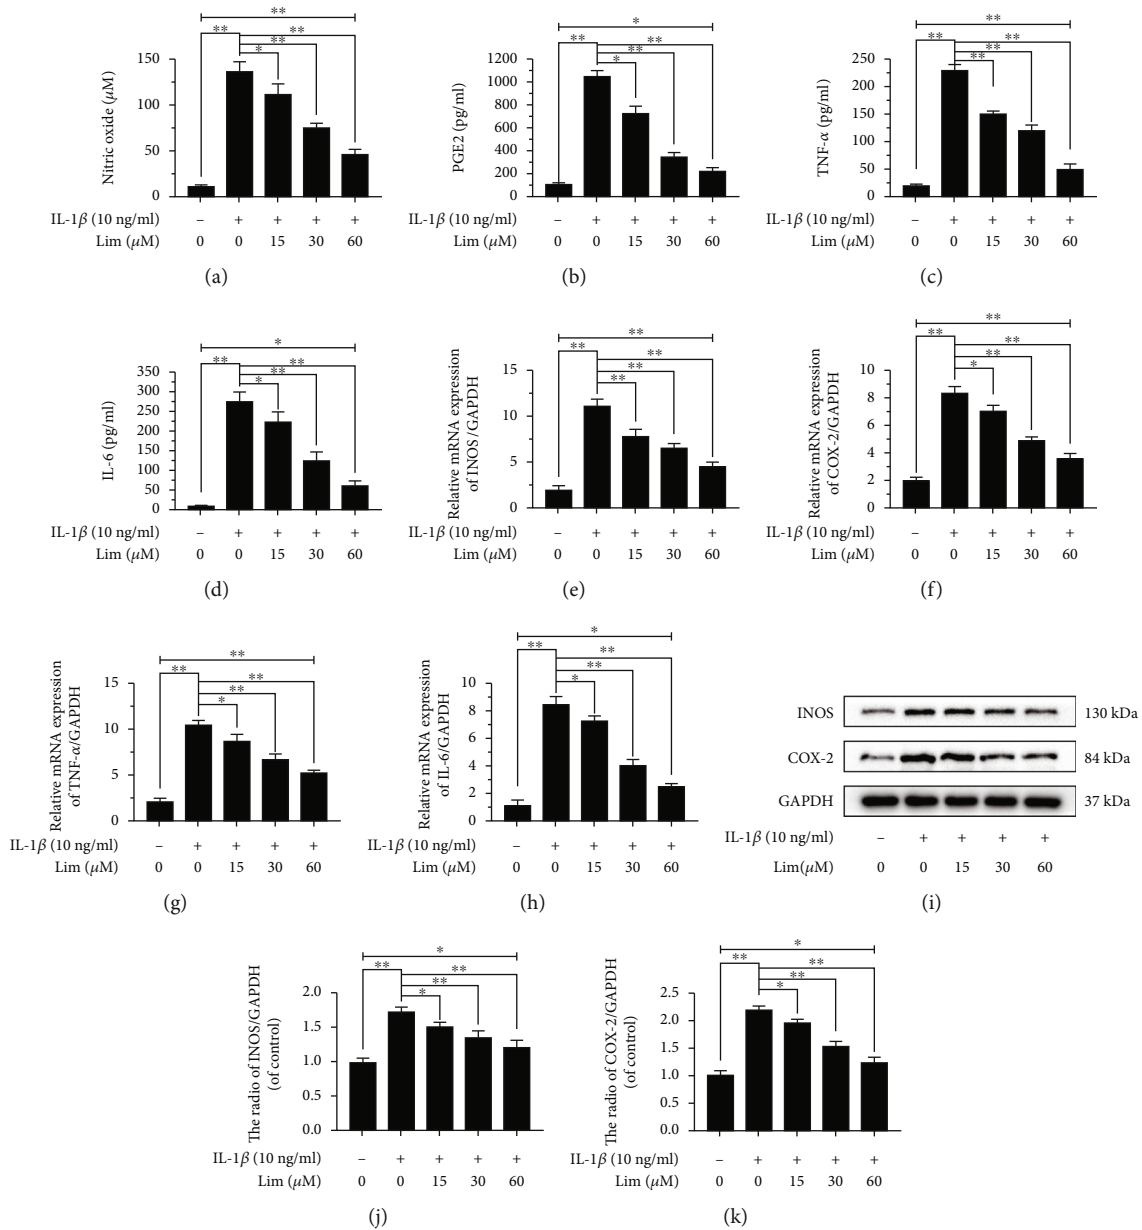 ** ** **
** ** **
** * **
* ** **
** ** **
150
100
50
0
Nitric oxide (μM)
1200
1000
800
600
400
200
0
PGE2 (pg/ml)
250
200
150
100
50
0
TNF-α (pg/ml)
IL-1β (10 ng/ml) – + + + +
Lim (μM) 0 0 15 30 60
(a)
IL-1β (10 ng/ml) – + + + +
Lim (μM) 0 0 15 30 60
(b)
IL-1β (10 ng/ml) – + + + +
Lim (μM) 0 0 15 30 60
(c)
* ** ** ** *
** ** ** ** **
** ** ** ** *
350
300
250
200
150
100
50
0
IL-6 (pg/ml)
15
10
5
0
Relative mRNA expression
of INOS/GAPDH
10
8
6
4
2
0
Relative mRNA expression
of COX-2/GAPDH
IL-1β (10 ng/ml) – + + + +
Lim (μM) 0 0 15 30 60
(d)
IL-1β (10 ng/ml) – + + + +
Lim (μM) 0 0 15 30 60
(e)
IL-1β (10 ng/ml) – + + + +
Lim (μM) 0 0 15 30 60
(f)
** ** ** ** *
* ** ** ** *
15
10
5
0
Relative mRNA expression
of TNF-α/GAPDH
8
6
4
2
0
Relative mRNA expression
of IL-6/GAPDH
INOS 130 kDa
COX-2 84 kDa
GAPDH 37 kDa
IL-1β (10 ng/ml) – + + + +
Lim (μM) 0 0 15 30 60
(g)
IL-1β (10 ng/ml) – + + + +
Lim (μM) 0 0 15 30 60
(h)
IL-1β (10 ng/ml) – + + + +
Lim(μM) 0 0 15 30 60
(i)
* ** ** ** *
* ** ** ** *
2.0
1.5
1.0
0.5
0.0
The radio of INOS/GAPDH
(of control)
2.5
2.0
1.5
1.0
0.5
0.0
The radio of COX-2/GAPDH
(of control)
IL-1β (10 ng/ml) – + + + +
Lim (μM) 0 0 15 30 60
(j)
IL-1β (10 ng/ml) – + + + +
Lim (μM) 0 0 15 30 60
(k)